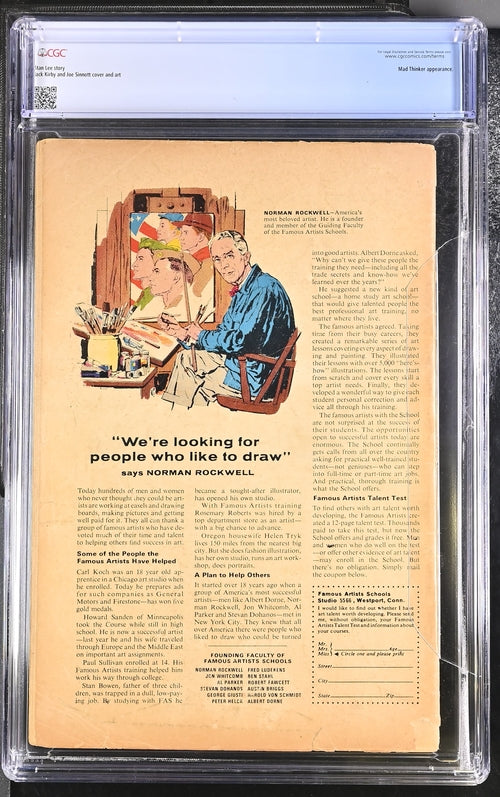 CGC
Stan Lee story
Jack Kirby and Joe Sinnott cover and art
www.cgccomics.com/terms
Mad Thinker appearance.
NORMAN ROCKWELL—America's
most beloved artist. He is a founder
and member of the Guiding Faculty
of the Famous Artists Schools.
"We're looking for
people who like to draw"
says NORMAN ROCKWELL
Today hundreds of men and women
who never thought they could be art-
ists are working at easels and drawing
boards, making pictures and getting
well paid for it. They all can thank a
group of famous artists who have de-
voted much of their time and talent
to helping others find success in art.
Some of the People the
Famous Artists Have Helped
Carl Koch was an 18 year old ap-
prentice in a Chicago art studio when
he enrolled. Today he prepares ads
for such companies as General
Motors and Firestone—has won five
gold medals.
Howard Sanden of Minneapolis
took the Course while still in high
school. He is now a successful artist
—last year he and his wife traveled
through Europe and the Middle East
on important art assignments.
Paul Sullivan enrolled at 14. His
Famous Artists training helped him
work his way through college.
Stan Bowen, father of three chil-
dren, was trapped in a dull, low-pay-
ing job. By studying with FAS he
became a sought-after illustrator,
has opened his own studio.
With Famous Artists training
Rosemary Roberts was hired by a
top department store as an artist—
with a big chance to advance.
Oregon housewife Helen Tryk
lives 150 miles from the nearest big
city. But she does fashion illustration,
has her own studio, runs an art work-
shop, does portraits.
A Plan to Help Others
It started over 18 years ago when a
group of America's most successful
artists—men like Albert Dorne, Nor-
man Rockwell, Jon Whitcomb, Al
Parker and Stevan Dohanos—met in
New York City. They knew that all
over America there were people who
liked to draw who could be turned
FOUNDING FACULTY OF
FAMOUS ARTISTS SCHOOLS
NORMAN ROCKWELL FRED LUDEKENS
JON WHITCOMB BEN STAHL
AL PARKER ROBERT FAWCETT
STEVAN DOHANOS AUSTIN BRIGGS
GEORGE GIUSTI HAROLD VON SCHMIDT
PETER HELCK ALBERT DORNE
into good artists. Albert Dorne asked,
"Why can't we give these people the
training they need—including all the
trade secrets and know-how we've
learned over the years?"
He suggested a new kind of art
school—a home study art school—
that would give talented people the
best professional art training, no
matter where they live.
The famous artists agreed. Taking
time from their busy careers, they
created a remarkable series of art
lessons covering every aspect of draw-
ing and painting. They illustrated
their lessons with over 5,000 "here's-
how" illustrations. The lessons start
from scratch and cover every skill a
top artist needs. Finally, they de-
veloped a wonderful way to give each
student personal correction and ad-
vice all through his training.
The famous artists with the School
are not surprised at the success of
their students. The opportunities
open to successful artists today are
enormous. The School continually
gets calls from all over the country
asking for practical well-trained stu-
dents—not geniuses—who can step
into full-time or part-time art jobs.
And practical, thorough training is
what the School offers.
Famous Artists Talent Test
To find others with art talent worth
developing, the Famous Artists cre-
ated a 12-page talent test. Thousands
paid to take this test, but now the
School offers and grades it free. Men
and women who do well on the test
—or offer other evidence of art talent
—may enroll in the School. But
there's no obligation. Simply mail
the coupon below.
Famous Artists Schools
Studio 5566, Westport, Conn.
I would like to find out whether I have
art talent worth developing. Please send
me, without obligation, your Famous
Artists Talent Test and information about
your courses.
Mr.
Mrs. Age
Miss Circle one and please print
Street
City
State Zip